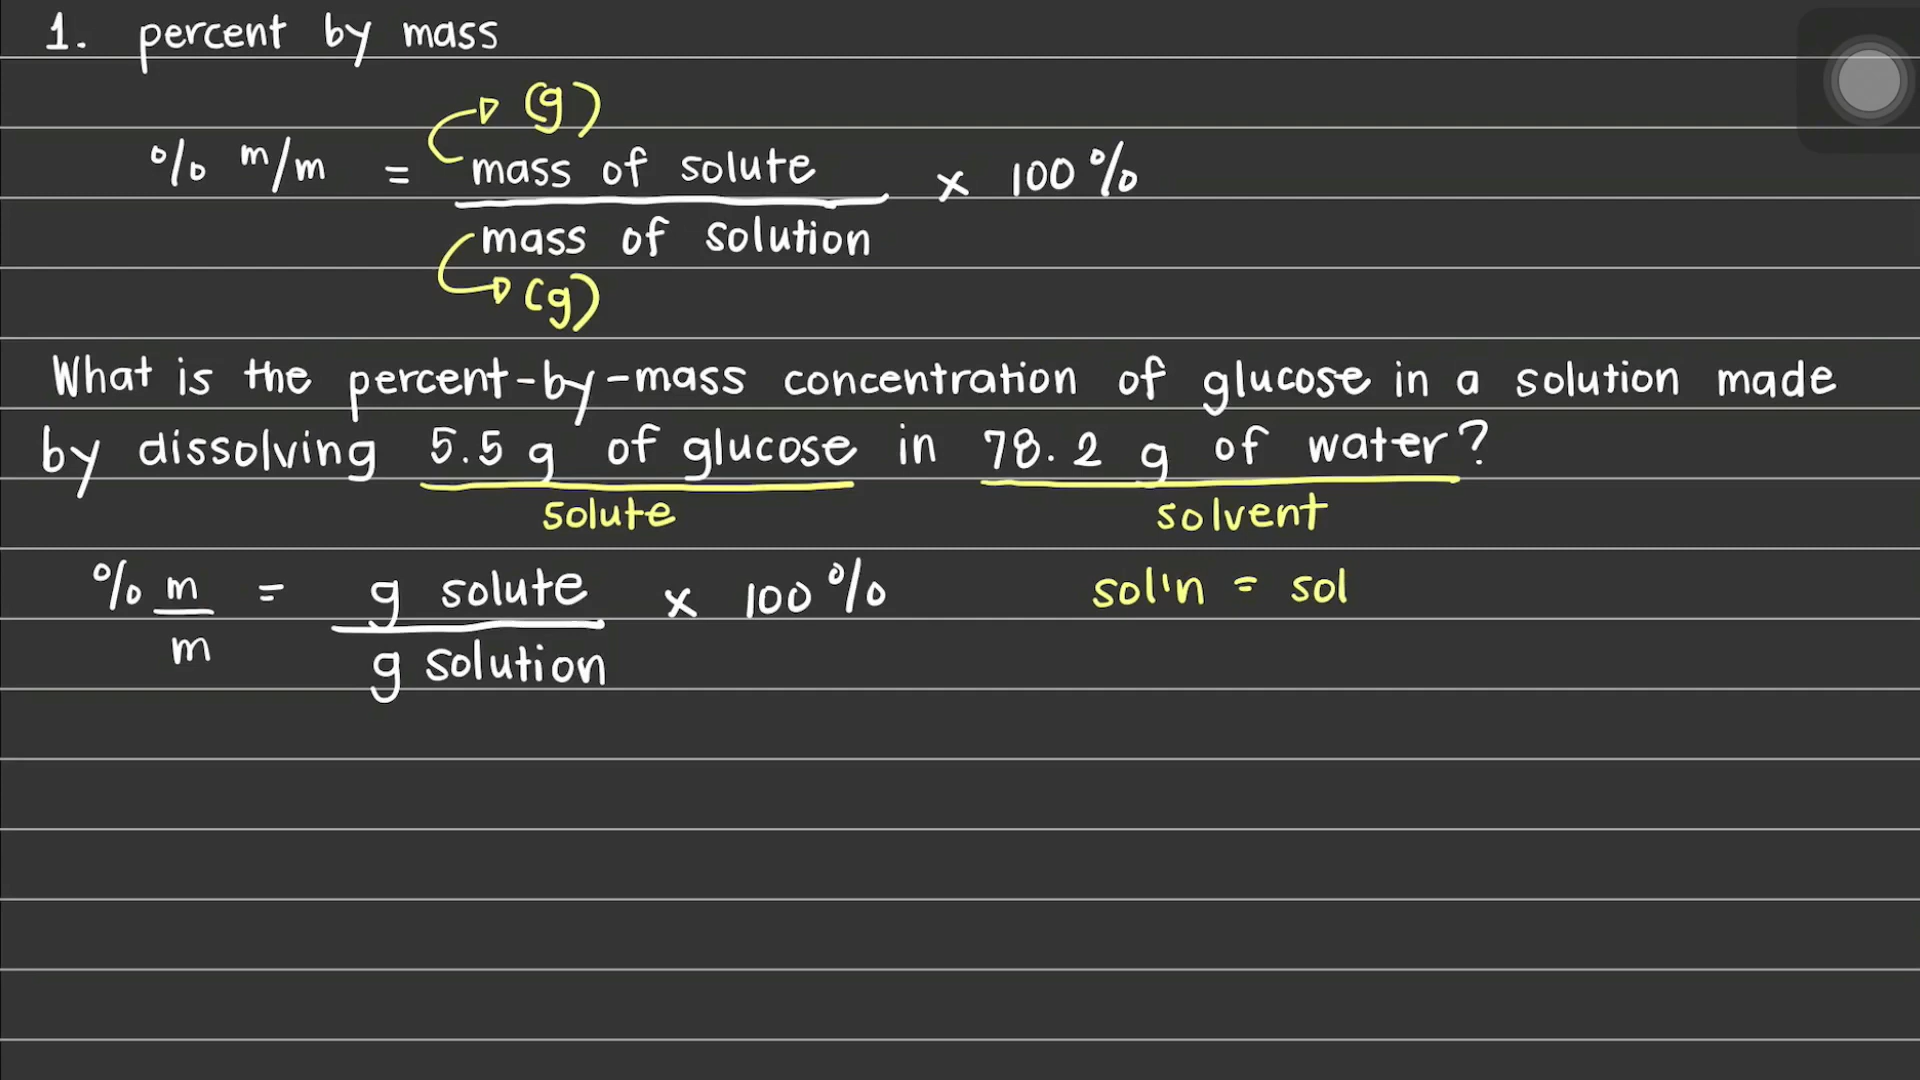 1. percent by mass
(g)
% m/m = mass of solute x 100%
mass of solution
(g)
What is the percent-by-mass concentration of glucose in a solution made
by dissolving 5.5 g of glucose in 78.2 g of water?
solute solvent
% m = g solute x 100% sol'n = sol
m g solution